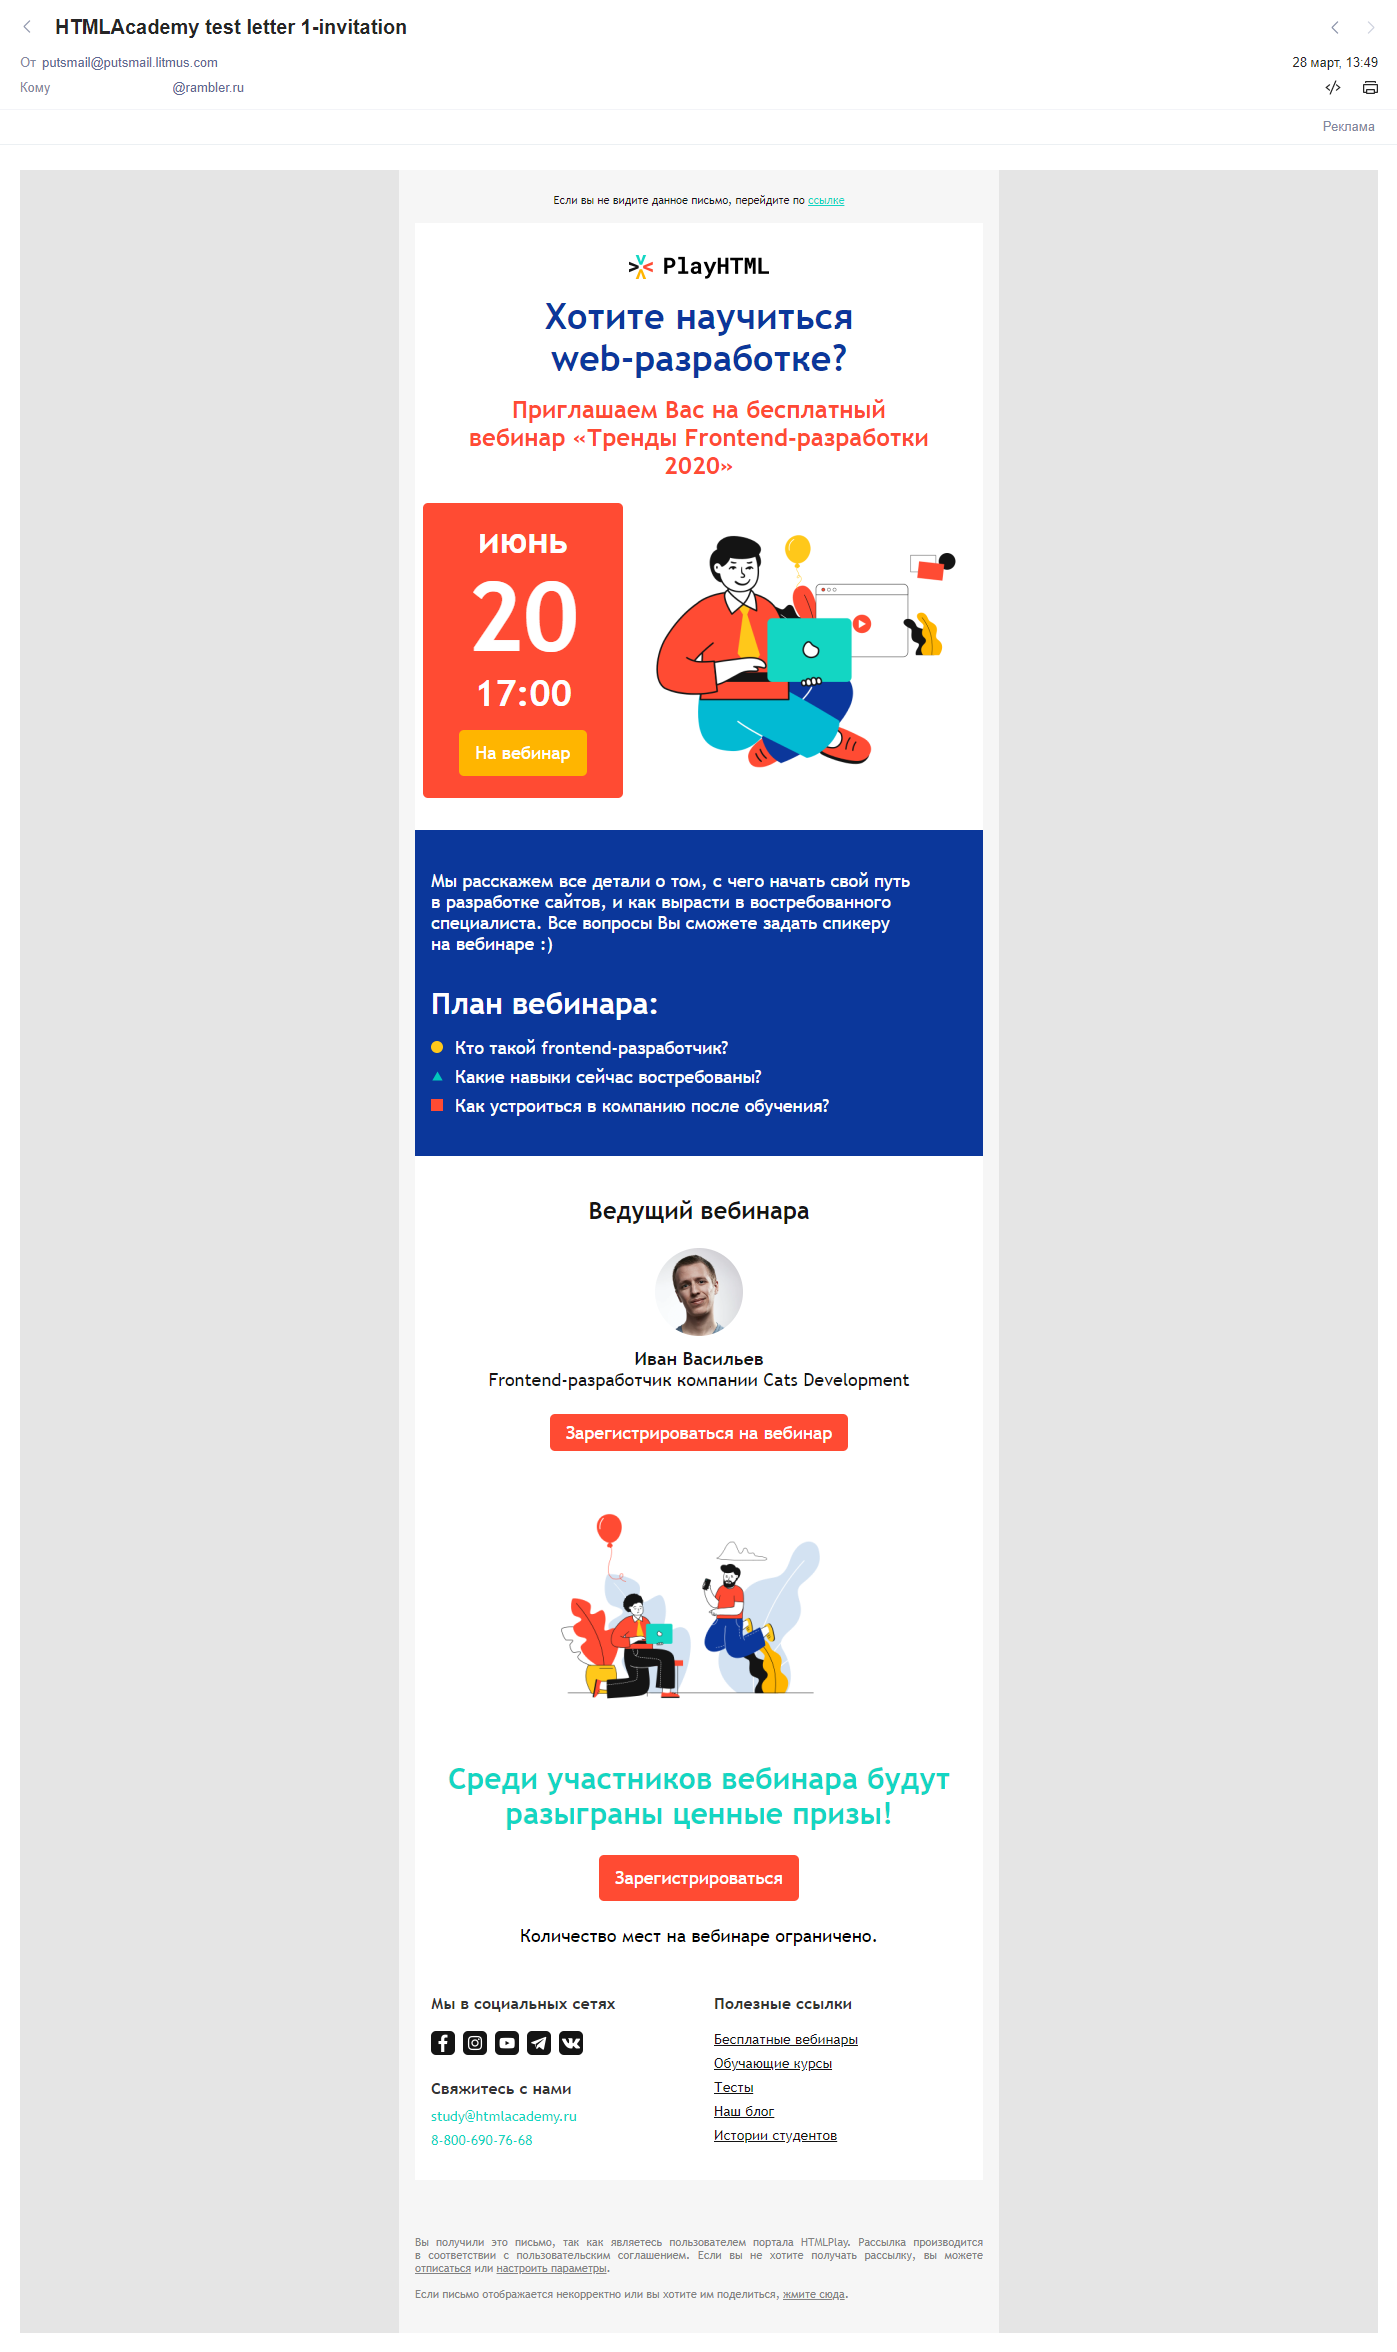 HTMLAcademy test letter 1-invitation
От putsmail@putsmail.litmus.com
28 март, 13:49
Кому @rambler.ru
Реклама
Если вы не видите данное письмо, перейдите по ссылке
PlayHTML
Хотите научиться
web-разработке?
Приглашаем Вас на бесплатный
вебинар «Тренды Frontend-разработки
2020»
июнь
20
17:00
На вебинар
Мы расскажем все детали о том, с чего начать свой путь
в разработке сайтов, и как вырасти в востребованного
специалиста. Все вопросы Вы сможете задать спикеру
на вебинаре :)
План вебинара:
Кто такой frontend-разработчик?
Какие навыки сейчас востребованы?
Как устроиться в компанию после обучения?
Ведущий вебинара
Иван Васильев
Frontend-разработчик компании Cats Development
Зарегистрироваться на вебинар
Среди участников вебинара будут
разыграны ценные призы!
Зарегистрироваться
Количество мест на вебинаре ограничено.
Мы в социальных сетях
Свяжитесь с нами
study@htmlacademy.ru
8-800-690-76-68
Полезные ссылки
Бесплатные вебинары
Обучающие курсы
Тесты
Наш блог
Истории студентов
Вы получили это письмо, так как являетесь пользователем портала HTMLPlay. Рассылка производится
в соответствии с пользовательским соглашением. Если вы не хотите получать рассылку, вы можете
отписаться или настроить параметры.
Если письмо отображается некорректно или вы хотите им поделиться, жмите сюда.